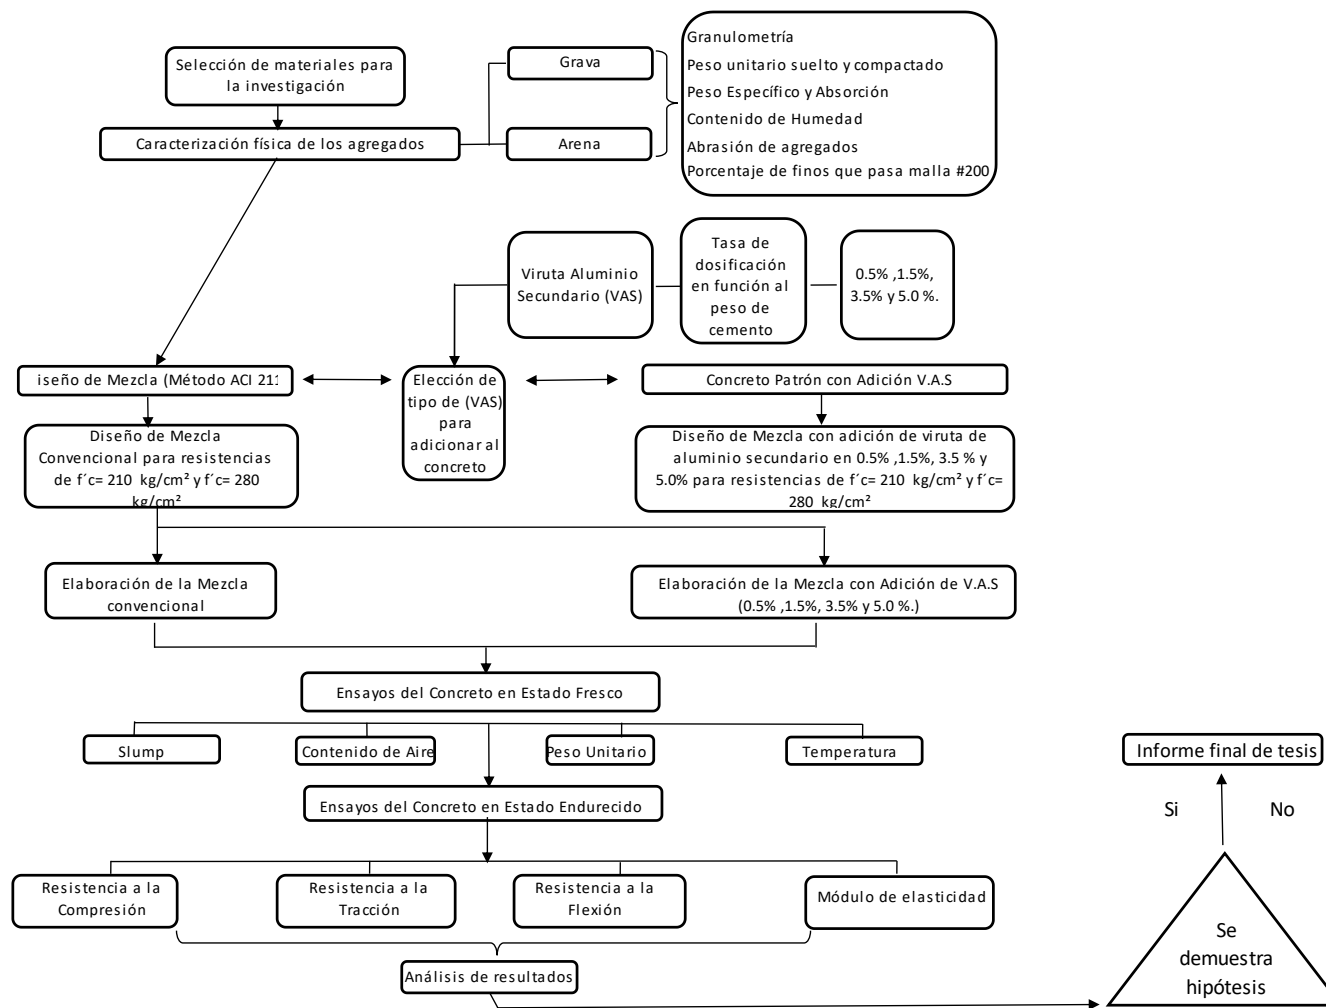 Selección de materiales para
la investigación
Grava
Granulometría
Peso unitario suelto y compactado
Peso Específico y Absorción
Contenido de Humedad
Abrasión de agregados
Porcentaje de finos que pasa malla #200
Caracterización física de los agregados
Arena
Viruta Aluminio
Secundario (VAS)
Tasa de
dosificación
en función al
peso de
cemento
0.5% ,1.5%,
3.5% y 5.0 %.
iseño de Mezcla (Método ACI 211
Elección de
tipo de (VAS)
para
adicionar al
concreto
Concreto Patrón con Adición V.A.S
Diseño de Mezcla
Convencional para resistencias
de f´c= 210 kg/cm² y f´c= 280
kg/cm²
Diseño de Mezcla con adición de viruta de
aluminio secundario en 0.5% ,1.5%, 3.5 % y
5.0% para resistencias de f´c= 210 kg/cm² y f´c=
280 kg/cm²
Elaboración de la Mezcla
convencional
Elaboración de la Mezcla con Adición de V.A.S
(0.5% ,1.5%, 3.5% y 5.0 %.)
Ensayos del Concreto en Estado Fresco
Slump
Contenido de Aire
Peso Unitario
Temperatura
Ensayos del Concreto en Estado Endurecido
Resistencia a la
Compresión
Resistencia a la
Tracción
Resistencia a la
Flexión
Módulo de elasticidad
Análisis de resultados
Informe final de tesis
Si
No
Se
demuestra
hipótesis